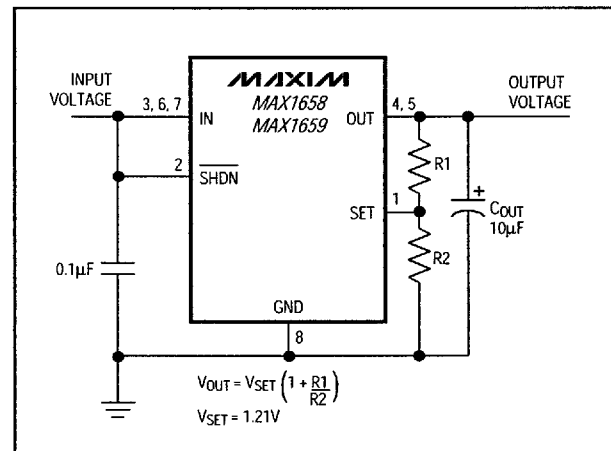 INPUT
VOLTAGE
3, 6, 7
IN
MAXIM
MAX1658
MAX1659
OUT
4, 5
OUTPUT
VOLTAGE
2
SHDN
R1
SET
1
+
COUT
10µF
R2
0.1µF
GND
8
VOUT = VSET (1 + R1/R2)
VSET = 1.21V